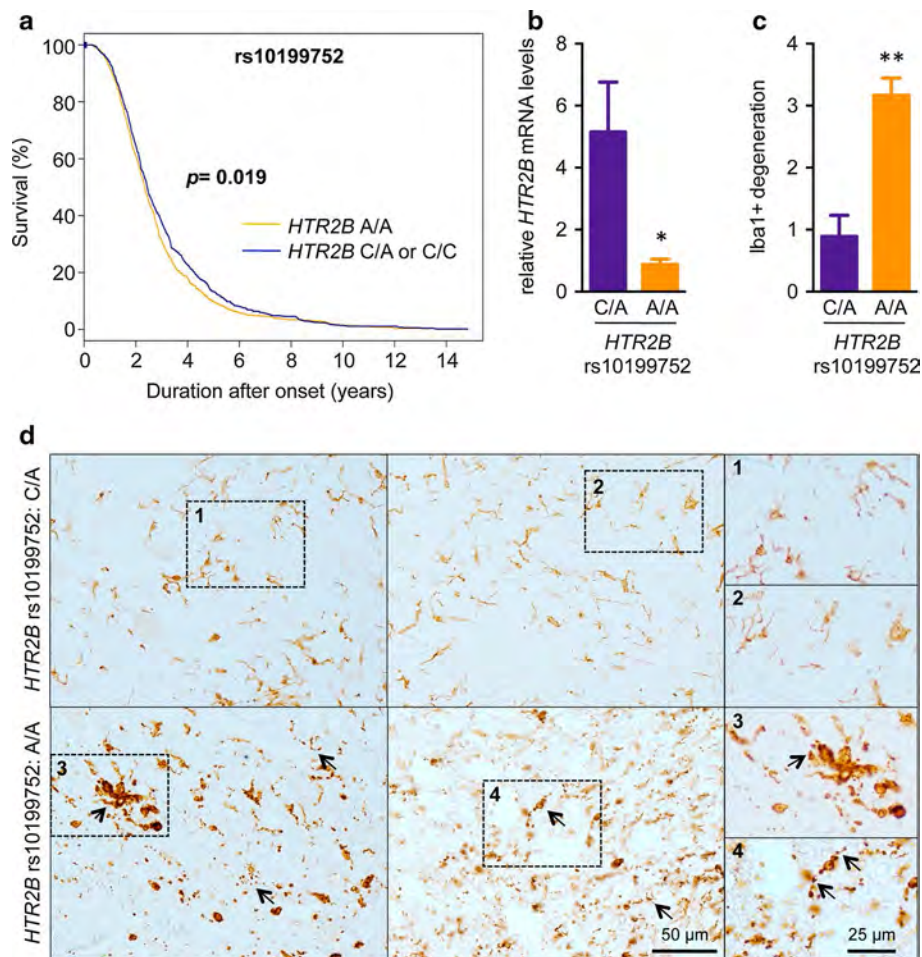 a
rs10199752
p= 0.019
HTR2B A/A
HTR2B C/A or C/C
Survival (%)
100
80
60
40
20
0
0 2 4 6 8 10 12 14
Duration after onset (years)
b
relative HTR2B mRNA levels
8
6
4
2
0
*
C/A A/A
HTR2B
rs10199752
c
Iba1+ degeneration
4
3
2
1
0
**
C/A A/A
HTR2B
rs10199752
d
HTR2B rs10199752: C/A
1
2
1
2
HTR2B rs10199752: A/A
3
4
50 µm
3
4
25 µm